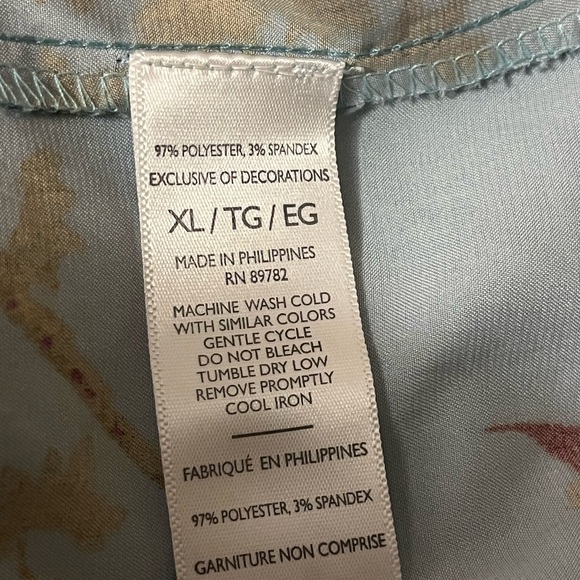 97% POLYESTER, 3% SPANDEX
EXCLUSIVE OF DECORATIONS
XL / TG / EG
MADE IN PHILIPPINES
RN 89782
MACHINE WASH COLD
WITH SIMILAR COLORS
GENTLE CYCLE
DO NOT BLEACH
TUMBLE DRY LOW
REMOVE PROMPTLY
COOL IRON
FABRIQUÉ EN PHILIPPINES
97% POLYESTER, 3% SPANDEX
GARNITURE NON COMPRISE